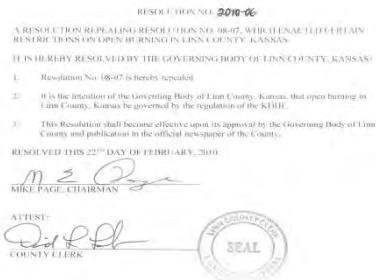 RESOLUTION NO. 2010-06
A RESOLUTION REPEALING RESOLUTION NO. 08-07, WHICH ENACTED CERTAIN
RESTRICTIONS ON OPEN BURNING IN LINN COUNTY, KANSAS.
IT IS HEREBY RESOLVED BY THE GOVERNING BODY OF LINN COUNTY, KANSAS:
1. Resolution No. 08-07 is hereby repealed
2. It is the intention of the Governing Body of Linn County, Kansas, that open burning in
Linn County, Kansas be governed by the regulation of the KDHE.
3. This Resolution shall become effective upon its approval by the Governing Body of Linn
County and publication in the official newspaper of the County.
RESOLVED THIS 22ND DAY OF FEBRUARY, 2010.
MIKE PAGE, CHAIRMAN
ATTEST:
COUNTY CLERK
LINN COUNTY CLERK
SEAL